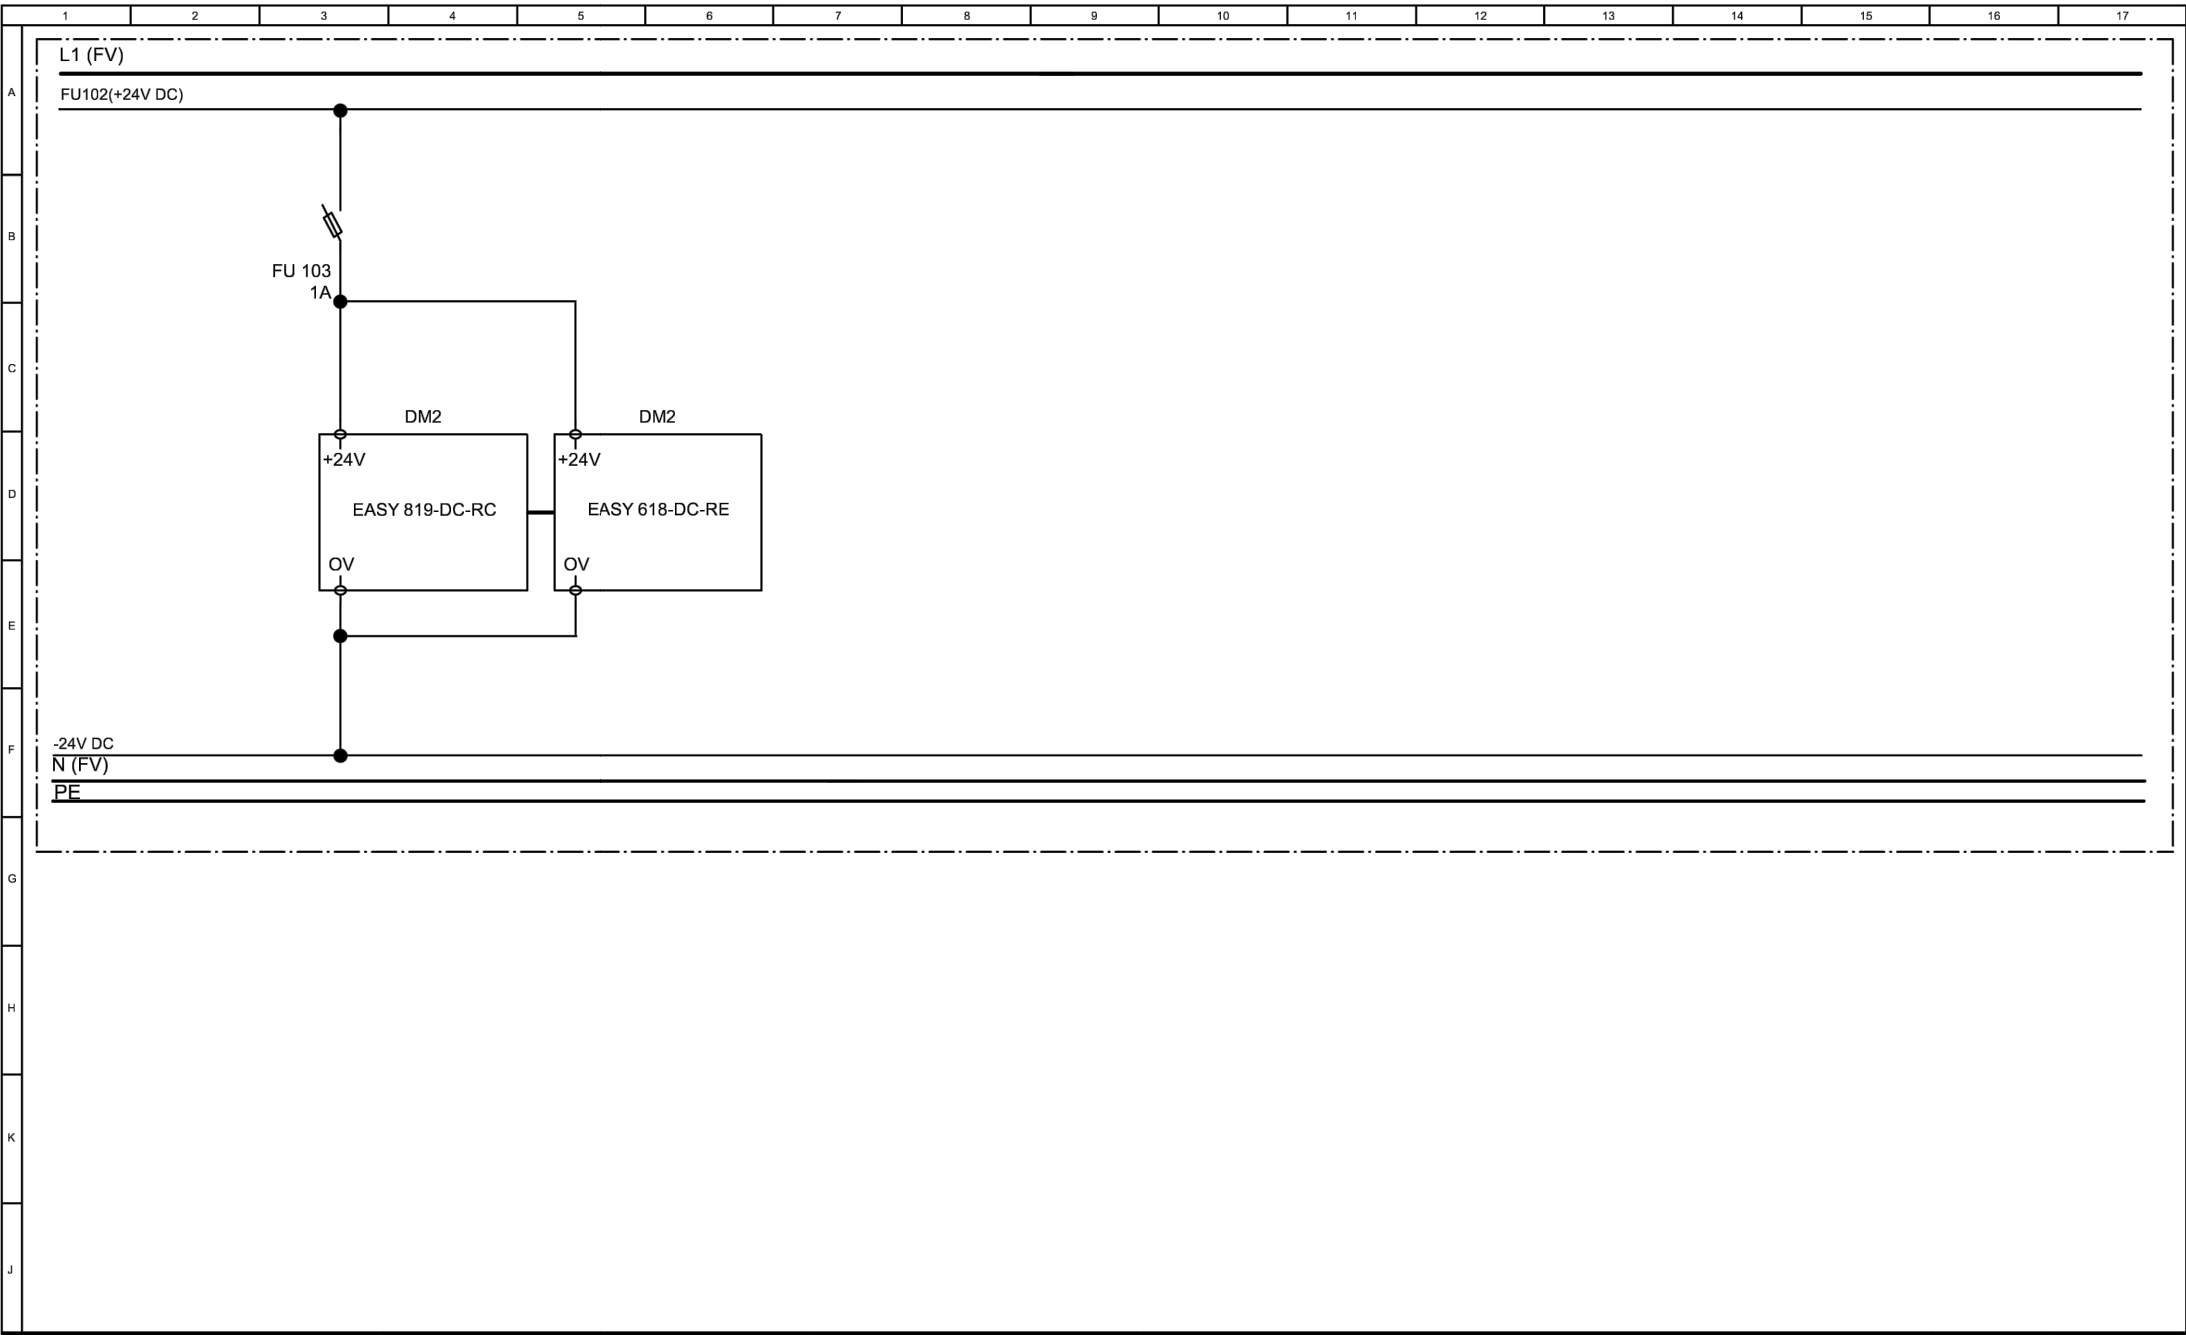 1 2 3 4 5 6 7 8 9 10 11 12 13 14 15 16 17
L1 (FV)
A
FU102(+24V DC)
B
FU 103
1A
C
DM2 DM2
+24V +24V
D
EASY 819-DC-RC EASY 618-DC-RE
OV OV
E
-24V DC
F
N (FV)
PE
G
H
K
J